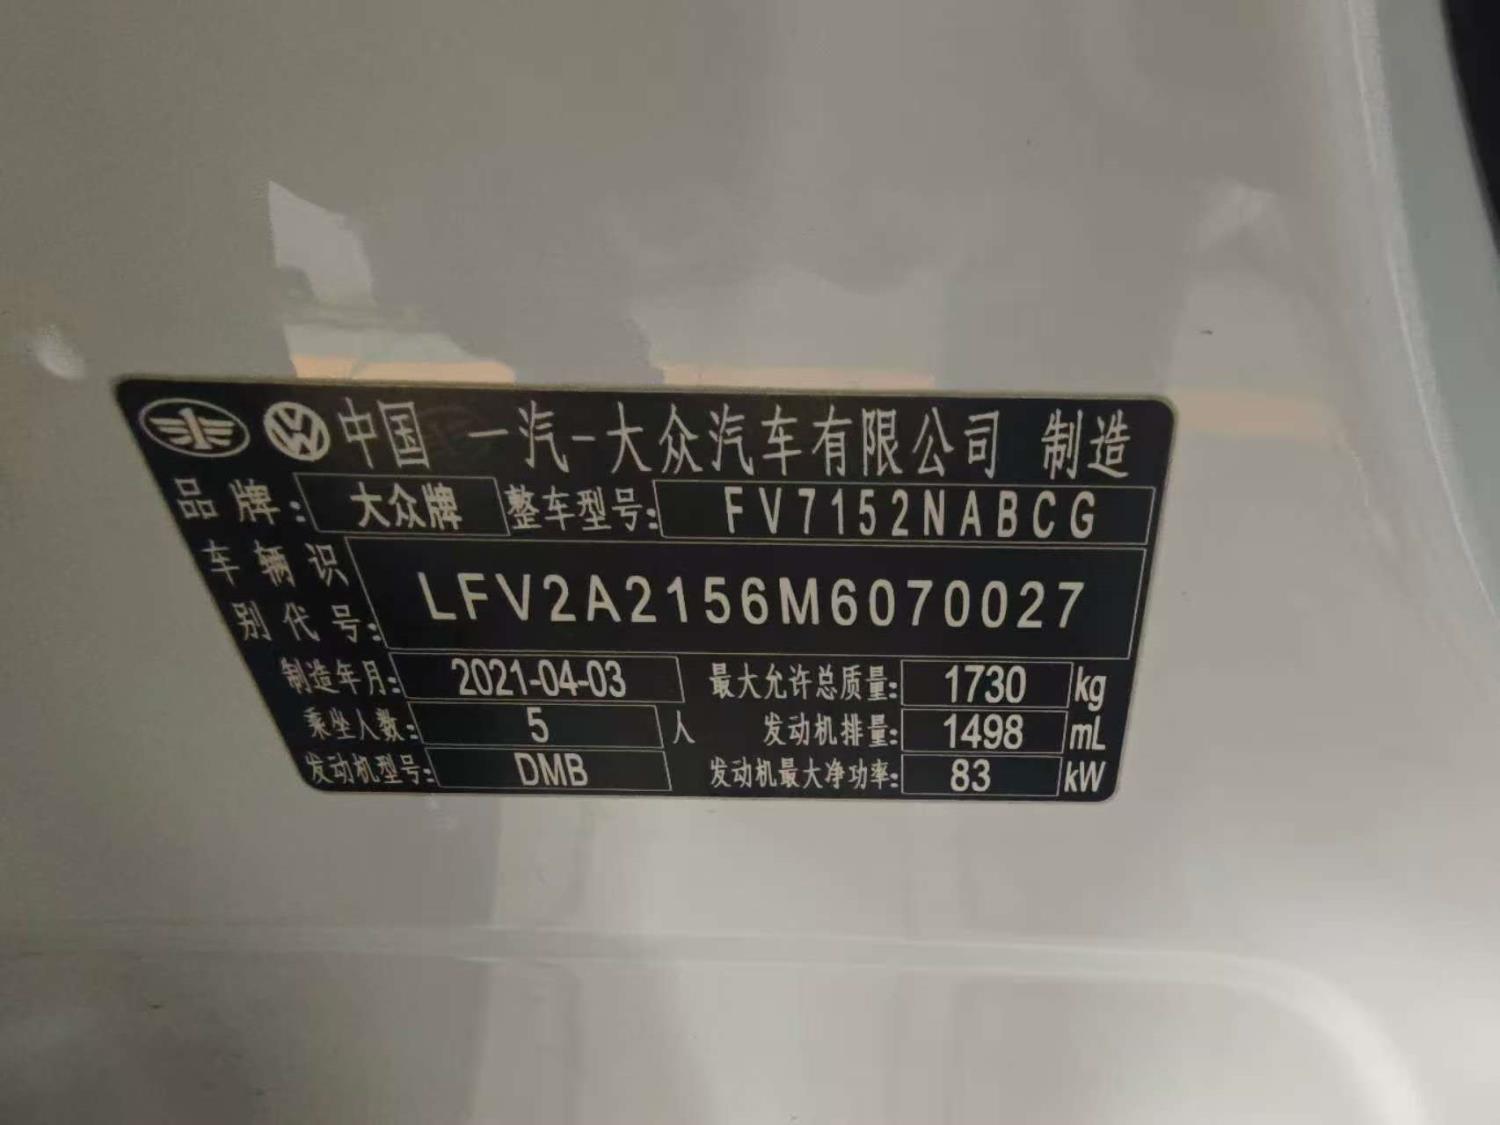 中国 一汽-大众汽车有限公司 制造
品牌: 大众牌 整车型号: FV7152NABCG
车辆识别代号: LFV2A2156M6070027
制造年月: 2021-04-03 最大允许总质量: 1730 kg
乘坐人数: 5 人 发动机排量: 1498 mL
发动机型号: DMB 发动机最大净功率: 83 kW